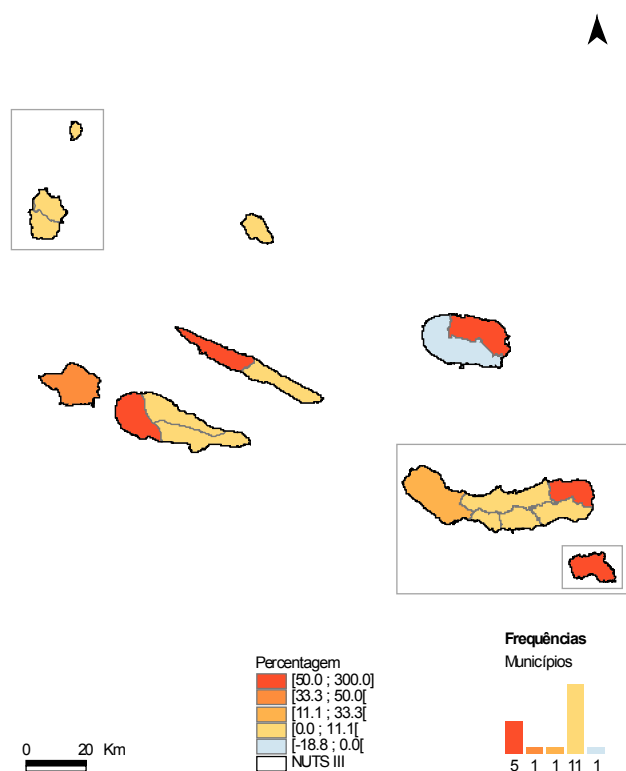 Percentagem
[50.0 ; 300.0]
[33.3 ; 50.0[
[11.1 ; 33.3[
[0.0 ; 11.1[
[-18.8 ; 0.0[
NUTS III
Frequências
Municípios
5 1 1 11 1
0 20 Km